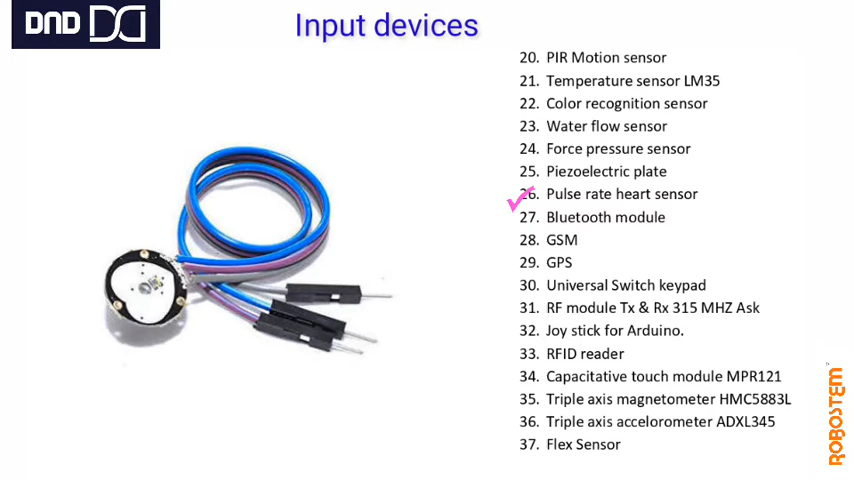 DND
Input devices
20. PIR Motion sensor
21. Temperature sensor LM35
22. Color recognition sensor
23. Water flow sensor
24. Force pressure sensor
25. Piezoelectric plate
26. Pulse rate heart sensor
27. Bluetooth module
28. GSM
29. GPS
30. Universal Switch keypad
31. RF module Tx & Rx 315 MHZ Ask
32. Joy stick for Arduino.
33. RFID reader
34. Capacitative touch module MPR121
35. Triple axis magnetometer HMC5883L
36. Triple axis accelorometer ADXL345
37. Flex Sensor
ROBOSTEM